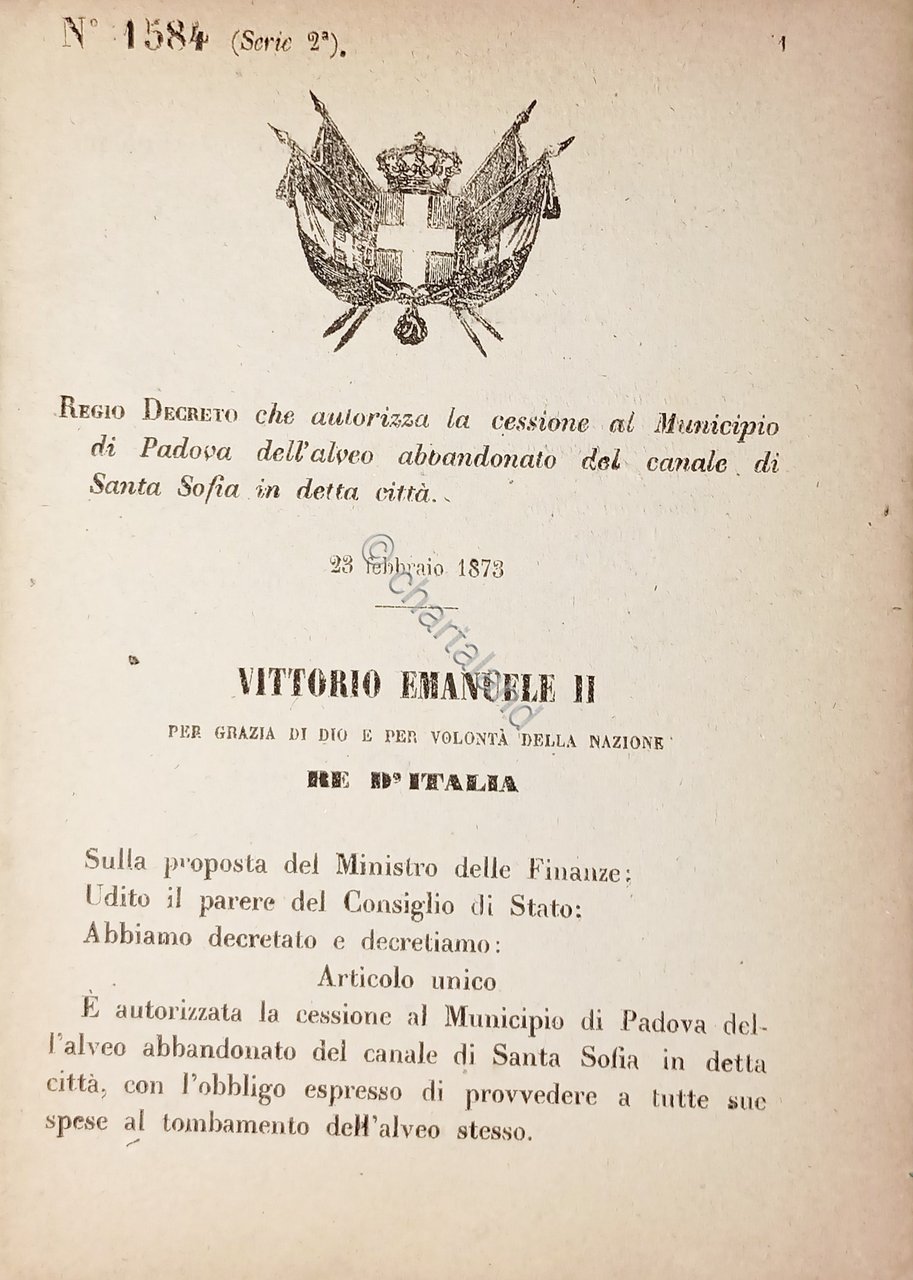 N° 1584 (Serie 2ª). 1
REGIO DECRETO che autorizza la cessione al Municipio
di Padova dell'alveo abbandonato del canale di
Santa Sofia in detta città.
23 febbraio 1873
VITTORIO EMANUELE II
PER GRAZIA DI DIO E PER VOLONTÀ DELLA NAZIONE
RE D'ITALIA
Sulla proposta del Ministro delle Finanze;
Udito il parere del Consiglio di Stato;
Abbiamo decretato e decretiamo:
Articolo unico
È autorizzata la cessione al Municipio di Padova del-
l'alveo abbandonato del canale di Santa Sofia in detta
città, con l'obbligo espresso di provvedere a tutte sue
spese al tombamento dell'alveo stesso.